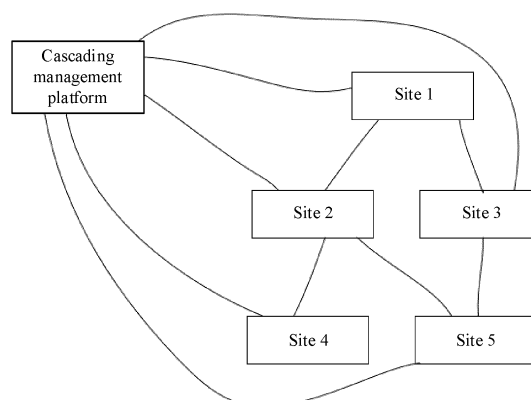 Cascading
management
platform
Site 1
Site 2
Site 3
Site 4
Site 5